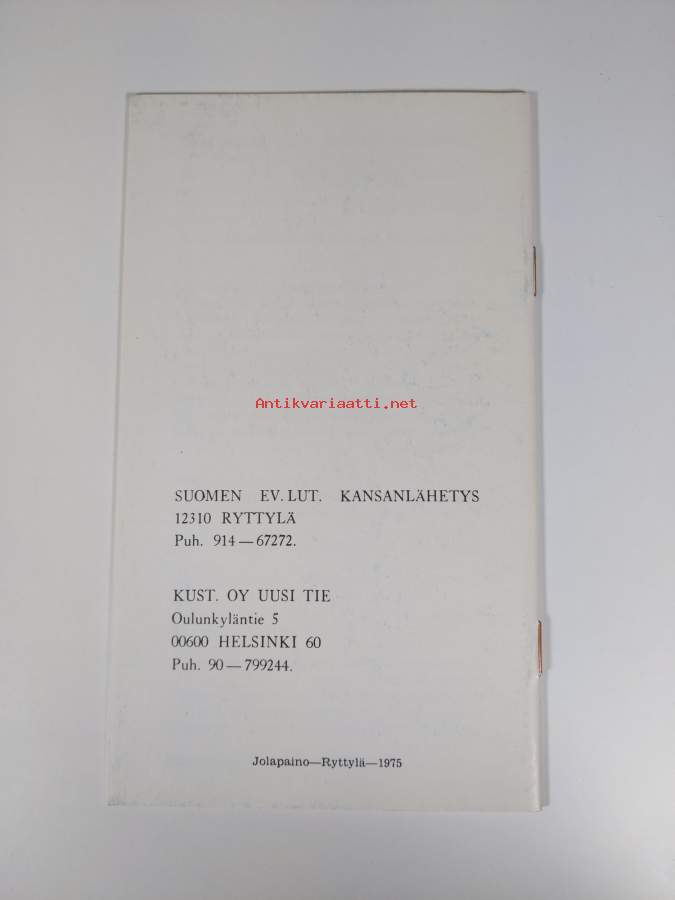 Antikvariaatti.net
SUOMEN EV. LUT. KANSANLÄHETYS
12310 RYTTYLÄ
Puh. 914—67272.
KUST. OY UUSI TIE
Oulunkyläntie 5
00600 HELSINKI 60
Puh. 90—799244.
Jolapaino—Ryttylä—1975